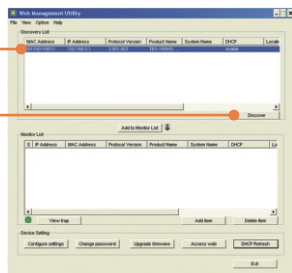 Web Management Utility
File View Option Help
Discovery List
MAC Address IP Address Protocol Version Product Name System Name DHCP Locatio
Discover
Add to Monitor List
Monitor List
S IP Address MAC Address Protocol Version Product Name System Name DHCP Lo
View trap Add item Delete item
Device Setting
Configure settings Change password Upgrade firmware Access web DHCP Refresh
Exit